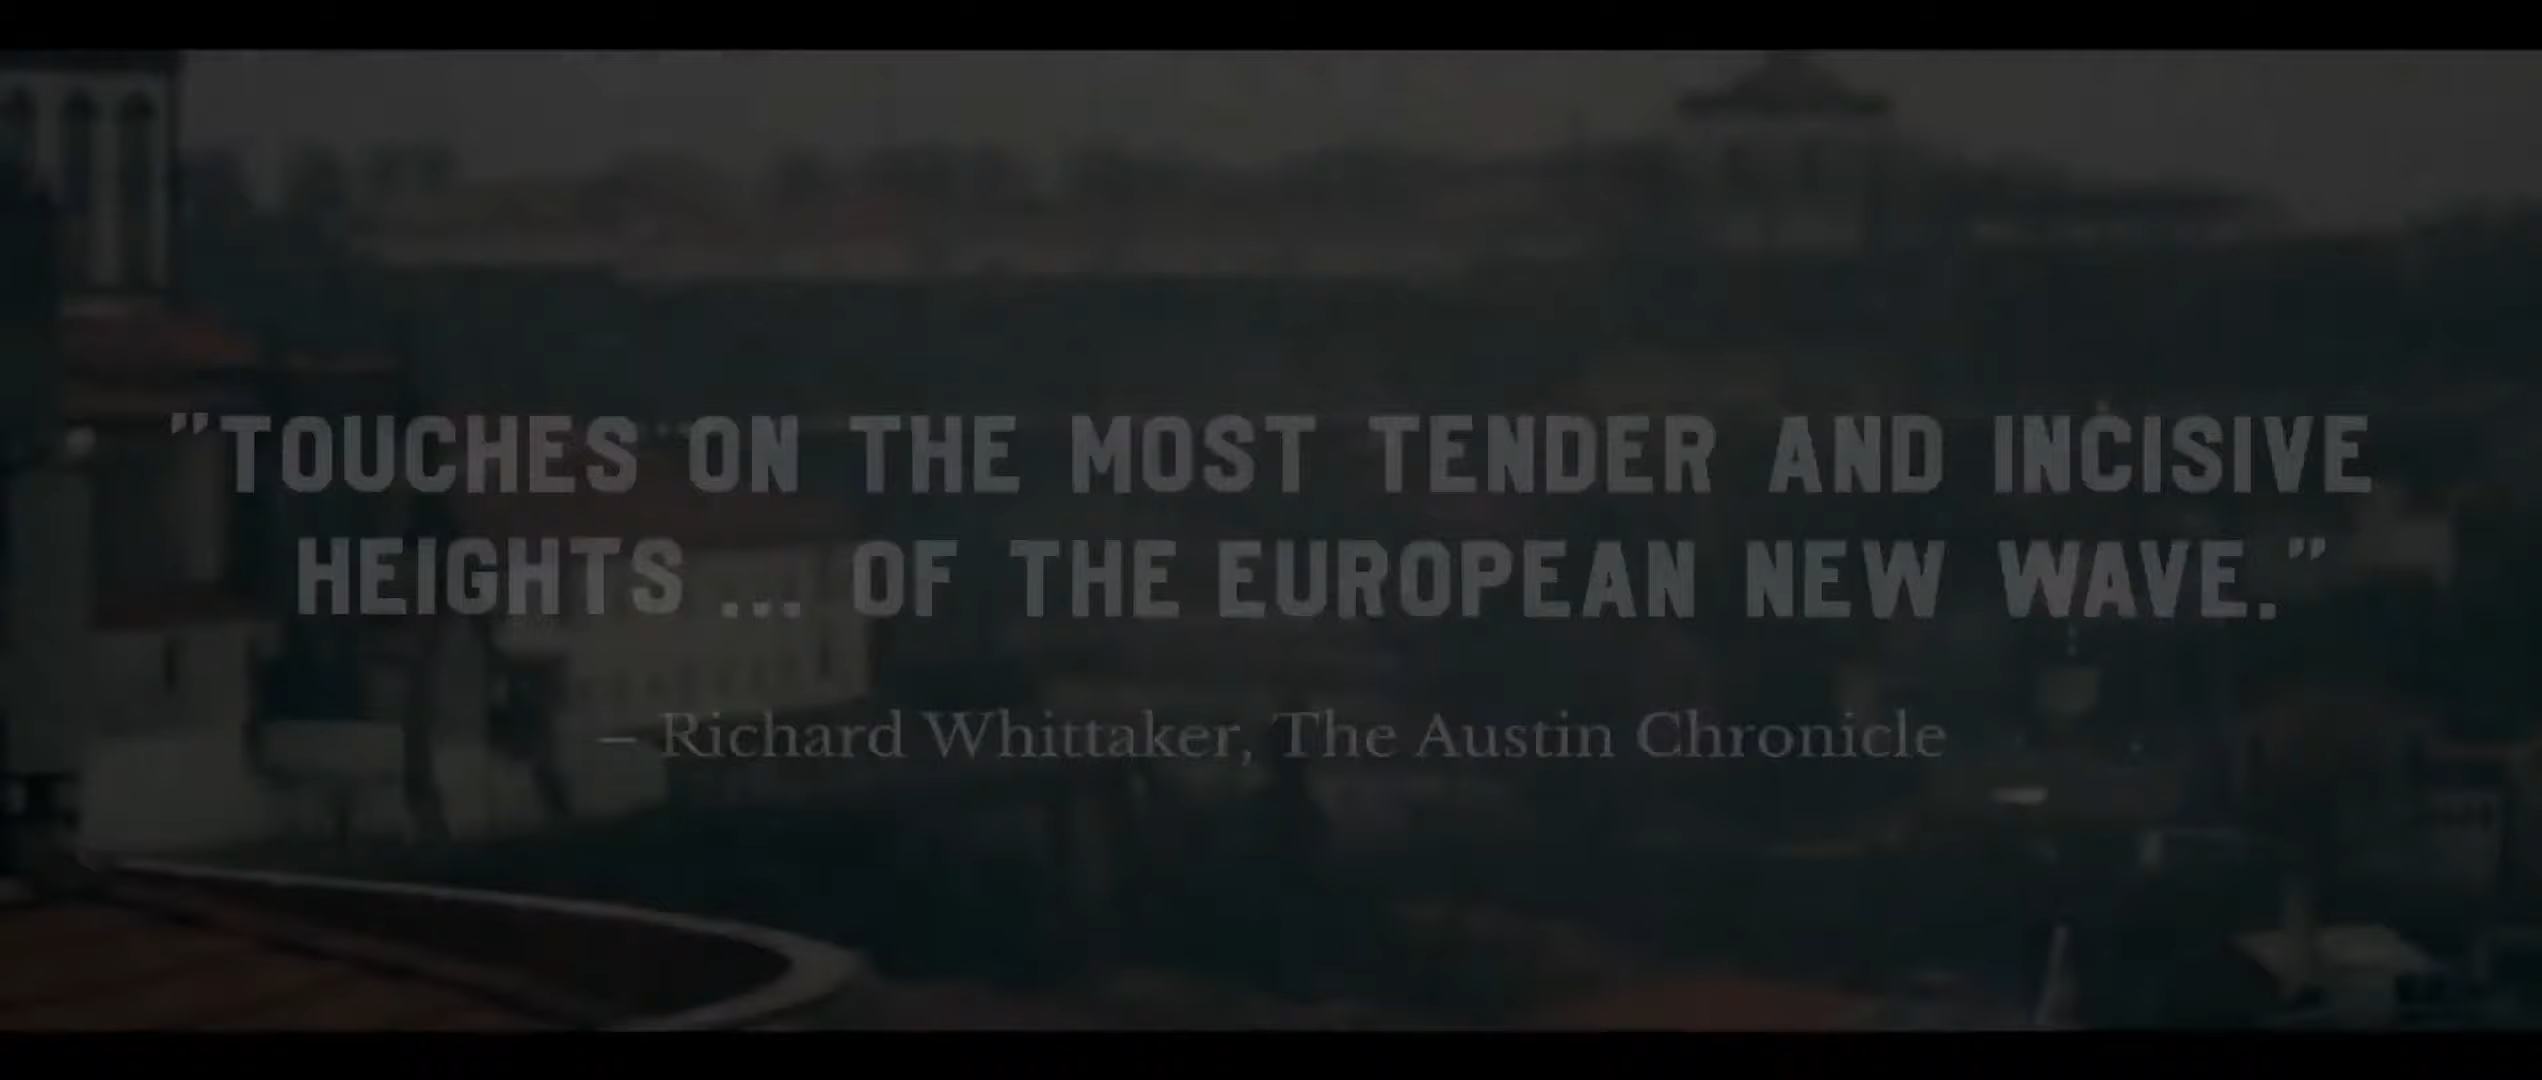 "TOUCHES ON THE MOST TENDER AND INCISIVE
HEIGHTS ... OF THE EUROPEAN NEW WAVE."
– Richard Whittaker, The Austin Chronicle